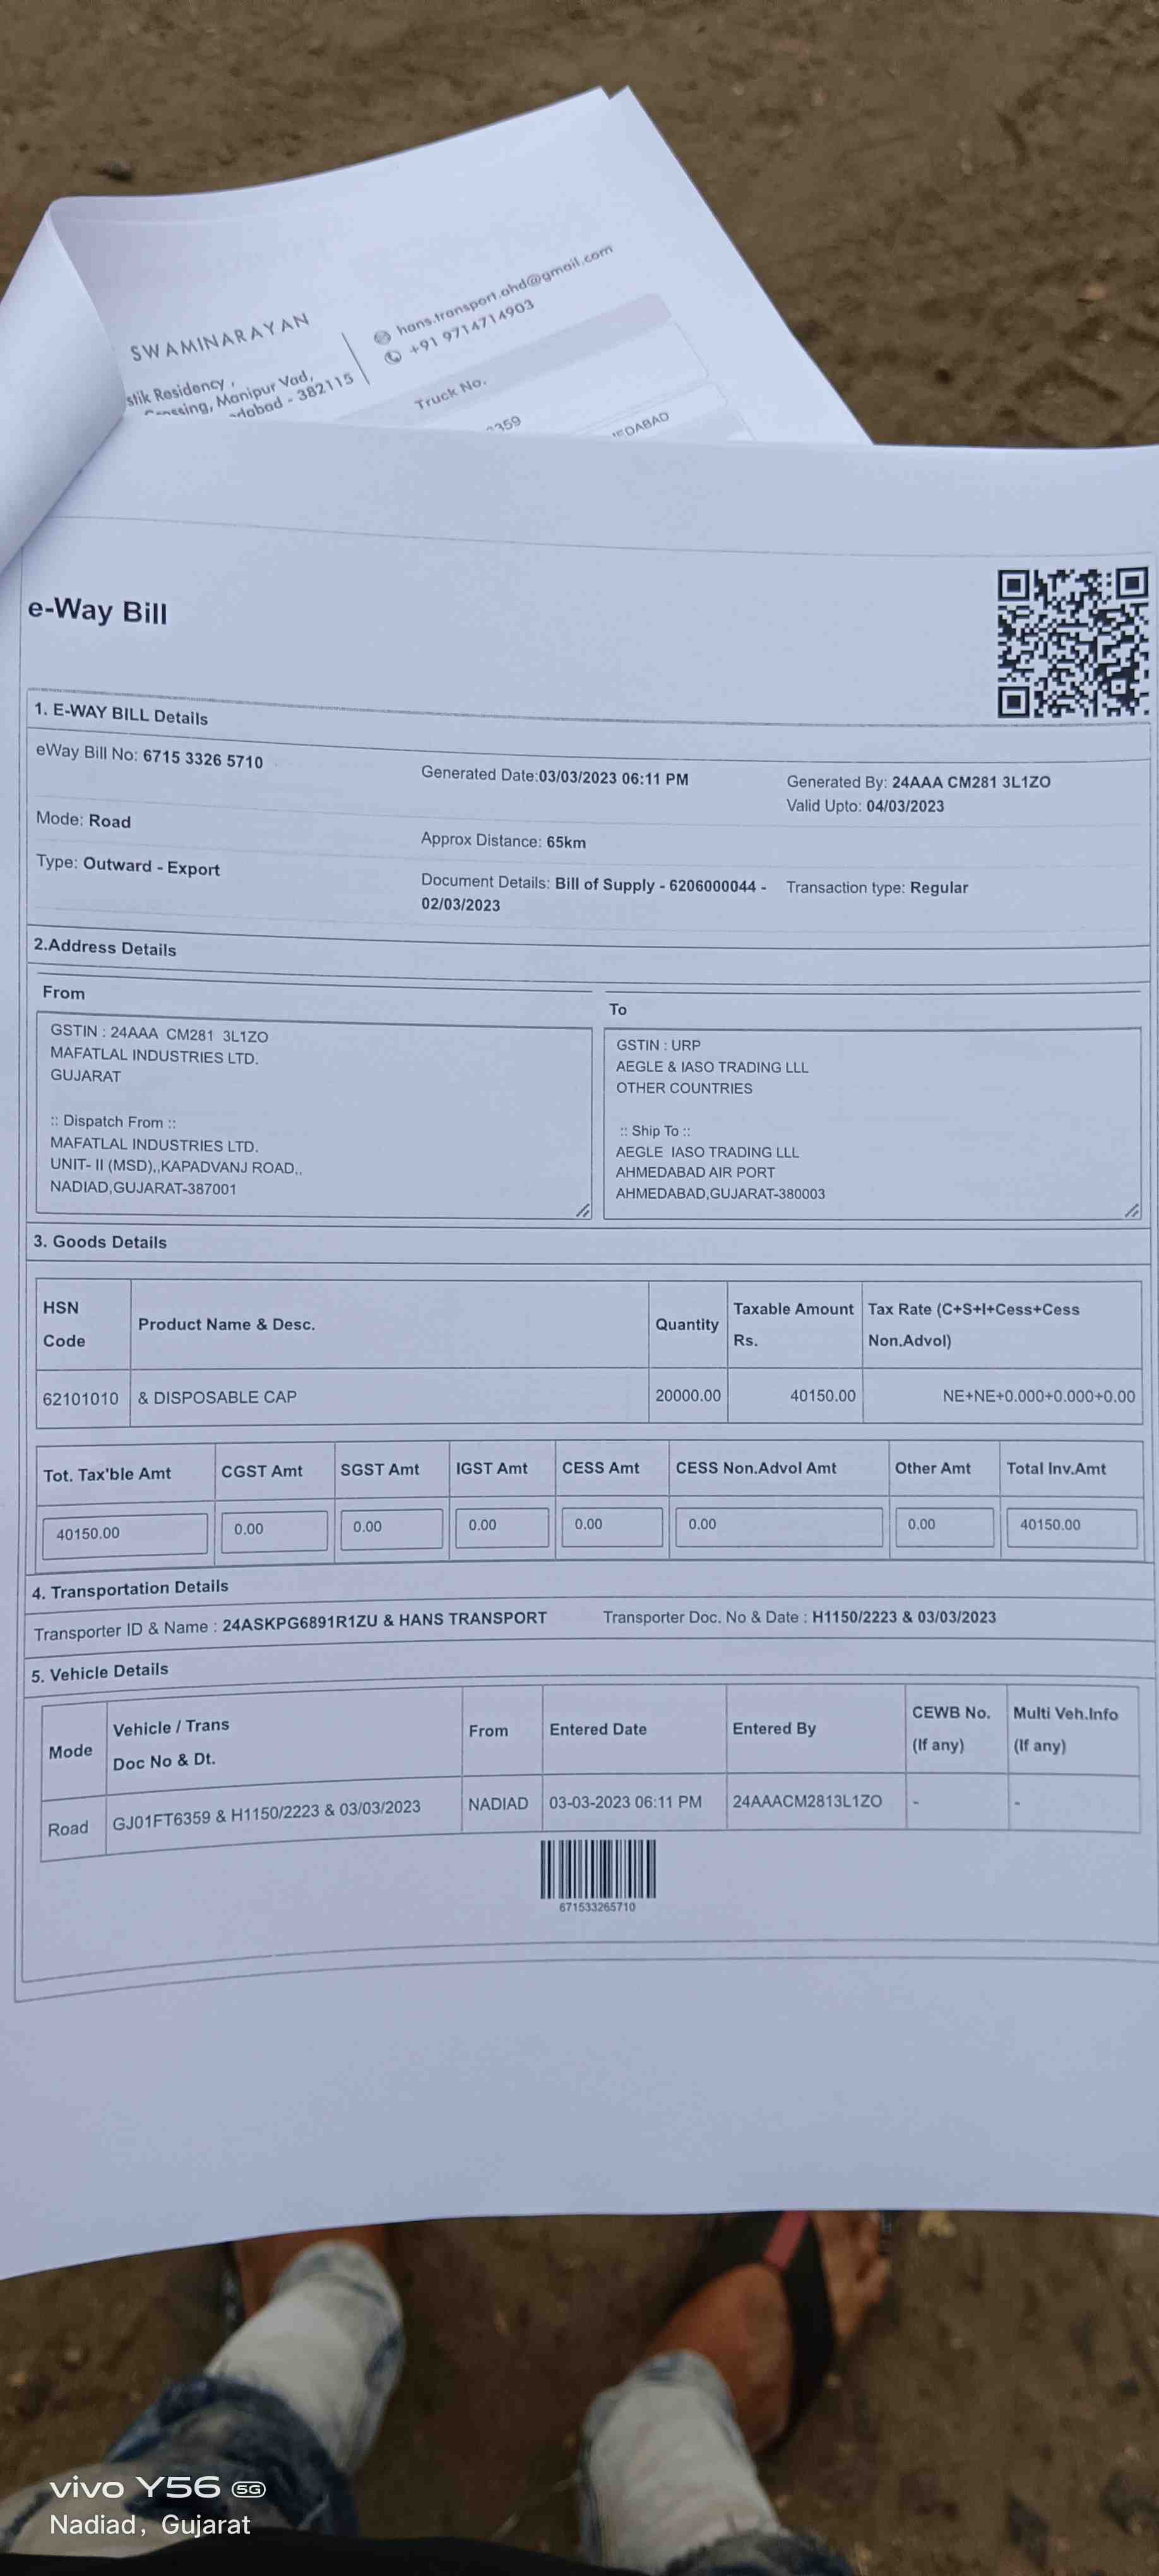 SWAMINARAYAN
stik Residency ,
Crossing, Manipur Vad,
dabad - 382115
hans.transport.ahd@gmail.com
+91 9714714903
Truck No.
359
EDABAD
e-Way Bill
1. E-WAY BILL Details
eWay Bill No: 6715 3326 5710
Generated Date:03/03/2023 06:11 PM
Generated By: 24AAA CM281 3L1ZO
Valid Upto: 04/03/2023
Mode: Road
Approx Distance: 65km
Type: Outward - Export
Document Details: Bill of Supply - 6206000044 -
02/03/2023
Transaction type: Regular
2.Address Details
From
GSTIN : 24AAA CM281 3L1ZO
MAFATLAL INDUSTRIES LTD.
GUJARAT
:: Dispatch From ::
MAFATLAL INDUSTRIES LTD.
UNIT- II (MSD),,KAPADVANJ ROAD,,
NADIAD,GUJARAT-387001
To
GSTIN : URP
AEGLE & IASO TRADING LLL
OTHER COUNTRIES
:: Ship To ::
AEGLE IASO TRADING LLL
AHMEDABAD AIR PORT
AHMEDABAD,GUJARAT-380003
3. Goods Details
HSN Code
Product Name & Desc.
Quantity
Taxable Amount Rs.
Tax Rate (C+S+I+Cess+Cess Non.Advol)
62101010 & DISPOSABLE CAP 20000.00 40150.00 NE+NE+0.000+0.000+0.00
Tot. Tax'ble Amt CGST Amt SGST Amt IGST Amt CESS Amt CESS Non.Advol Amt Other Amt Total Inv.Amt
40150.00 0.00 0.00 0.00 0.00 0.00 0.00 40150.00
4. Transportation Details
Transporter ID & Name : 24ASKPG6891R1ZU & HANS TRANSPORT
Transporter Doc. No & Date : H1150/2223 & 03/03/2023
5. Vehicle Details
Mode
Vehicle / Trans
Doc No & Dt.
From
Entered Date
Entered By
CEWB No.
(If any)
Multi Veh.Info
(If any)
Road GJ01FT6359 & H1150/2223 & 03/03/2023 NADIAD 03-03-2023 06:11 PM 24AAACM2813L1ZO - -
671533265710
vivo Y56 5G
Nadiad, Gujarat